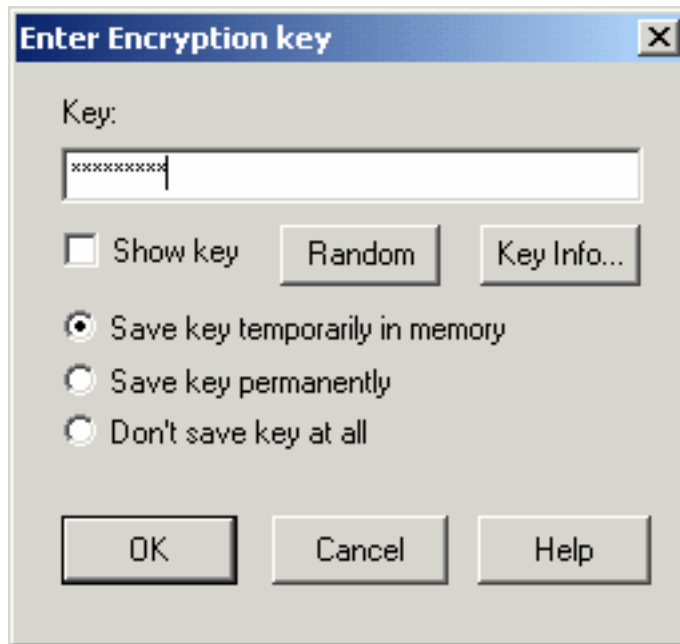 Enter Encryption key
Key:
×××××××××
Show key Random Key Info...
Save key temporarily in memory
Save key permanently
Don't save key at all
OK Cancel Help